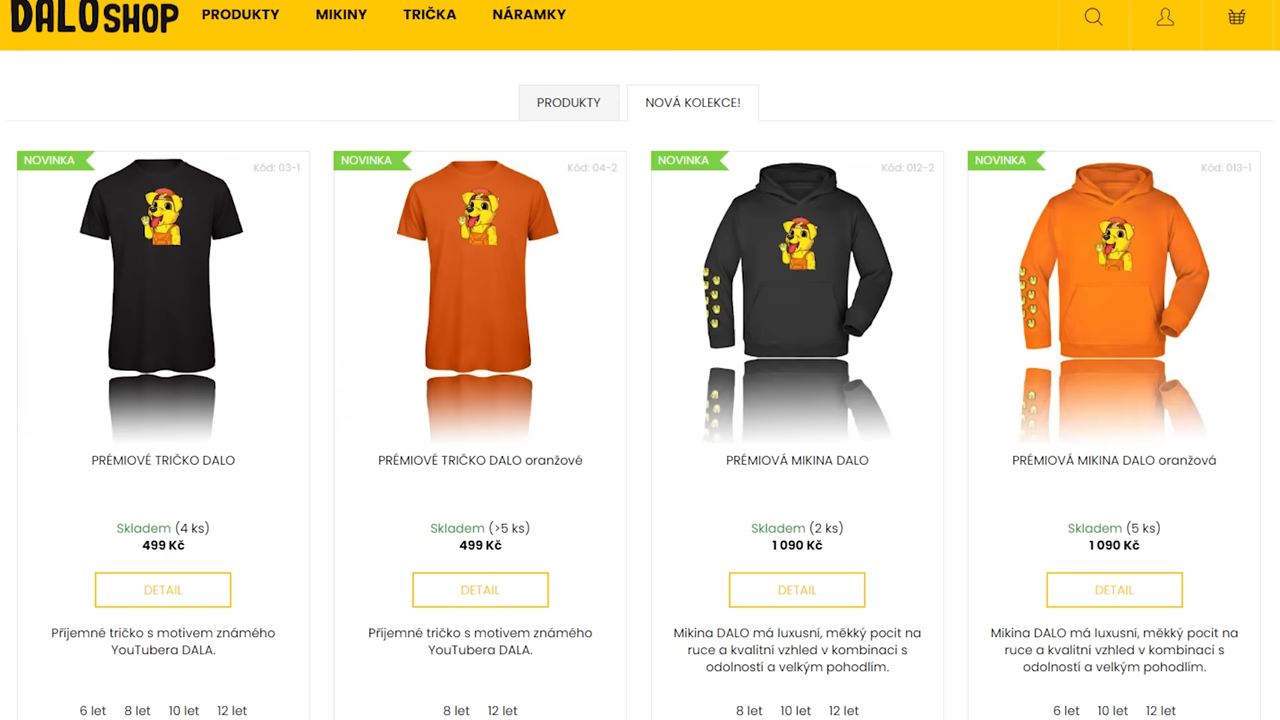 DALO SHOP
PRODUKTY MIKINY TRIČKA NÁRAMKY
PRODUKTY NOVÁ KOLEKCE!
NOVINKA Kód: 03-1
NOVINKA Kód: 04-2
NOVINKA Kód: 012-2
NOVINKA Kód: 013-1
PRÉMIOVÉ TRIČKO DALO
Skladem (4 ks)
499 Kč
DETAIL
Příjemné tričko s motivem známého
YouTubera DALA.
6 let 8 let 10 let 12 let
PRÉMIOVÉ TRIČKO DALO oranžové
Skladem (>5 ks)
499 Kč
DETAIL
Příjemné tričko s motivem známého
YouTubera DALA.
8 let 12 let
PRÉMIOVÁ MIKINA DALO
Skladem (2 ks)
1 090 Kč
DETAIL
Mikina DALO má luxusní, měkký pocit na
ruce a kvalitní vzhled v kombinaci s
odolností a velkým pohodlím.
8 let 10 let 12 let
PRÉMIOVÁ MIKINA DALO oranžová
Skladem (5 ks)
1 090 Kč
DETAIL
Mikina DALO má luxusní, měkký pocit na
ruce a kvalitní vzhled v kombinaci s
odolností a velkým pohodlím.
6 let 10 let 12 let